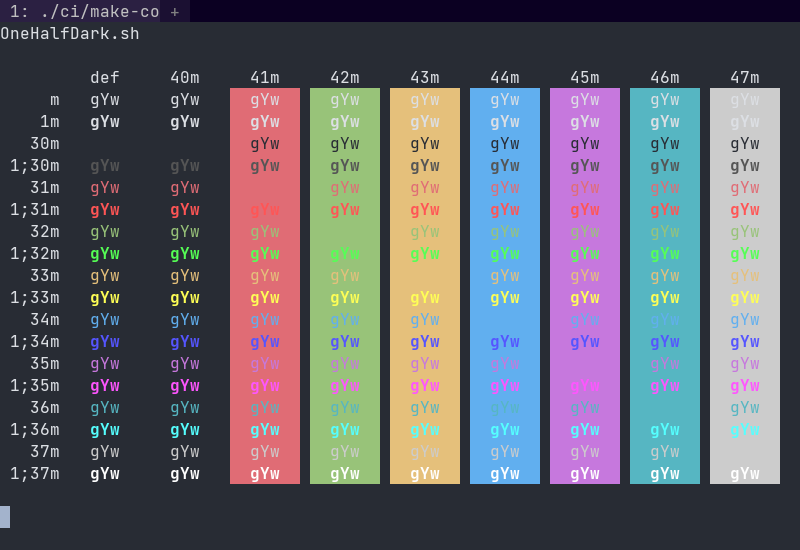 1: ./ci/make-co +
OneHalfDark.sh
def 40m 41m 42m 43m 44m 45m 46m 47m
m gYw gYw gYw gYw gYw gYw gYw gYw gYw
1m gYw gYw gYw gYw gYw gYw gYw gYw gYw
30m gYw gYw gYw gYw gYw gYw gYw
1;30m gYw gYw gYw gYw gYw gYw gYw gYw gYw
31m gYw gYw gYw gYw gYw gYw gYw gYw
1;31m gYw gYw gYw gYw gYw gYw gYw gYw gYw
32m gYw gYw gYw gYw gYw gYw gYw gYw
1;32m gYw gYw gYw gYw gYw gYw gYw gYw gYw
33m gYw gYw gYw gYw gYw gYw gYw gYw
1;33m gYw gYw gYw gYw gYw gYw gYw gYw gYw
34m gYw gYw gYw gYw gYw gYw gYw gYw
1;34m gYw gYw gYw gYw gYw gYw gYw gYw gYw
35m gYw gYw gYw gYw gYw gYw gYw gYw
1;35m gYw gYw gYw gYw gYw gYw gYw gYw gYw
36m gYw gYw gYw gYw gYw gYw gYw gYw
1;36m gYw gYw gYw gYw gYw gYw gYw gYw gYw
37m gYw gYw gYw gYw gYw gYw gYw gYw
1;37m gYw gYw gYw gYw gYw gYw gYw gYw gYw